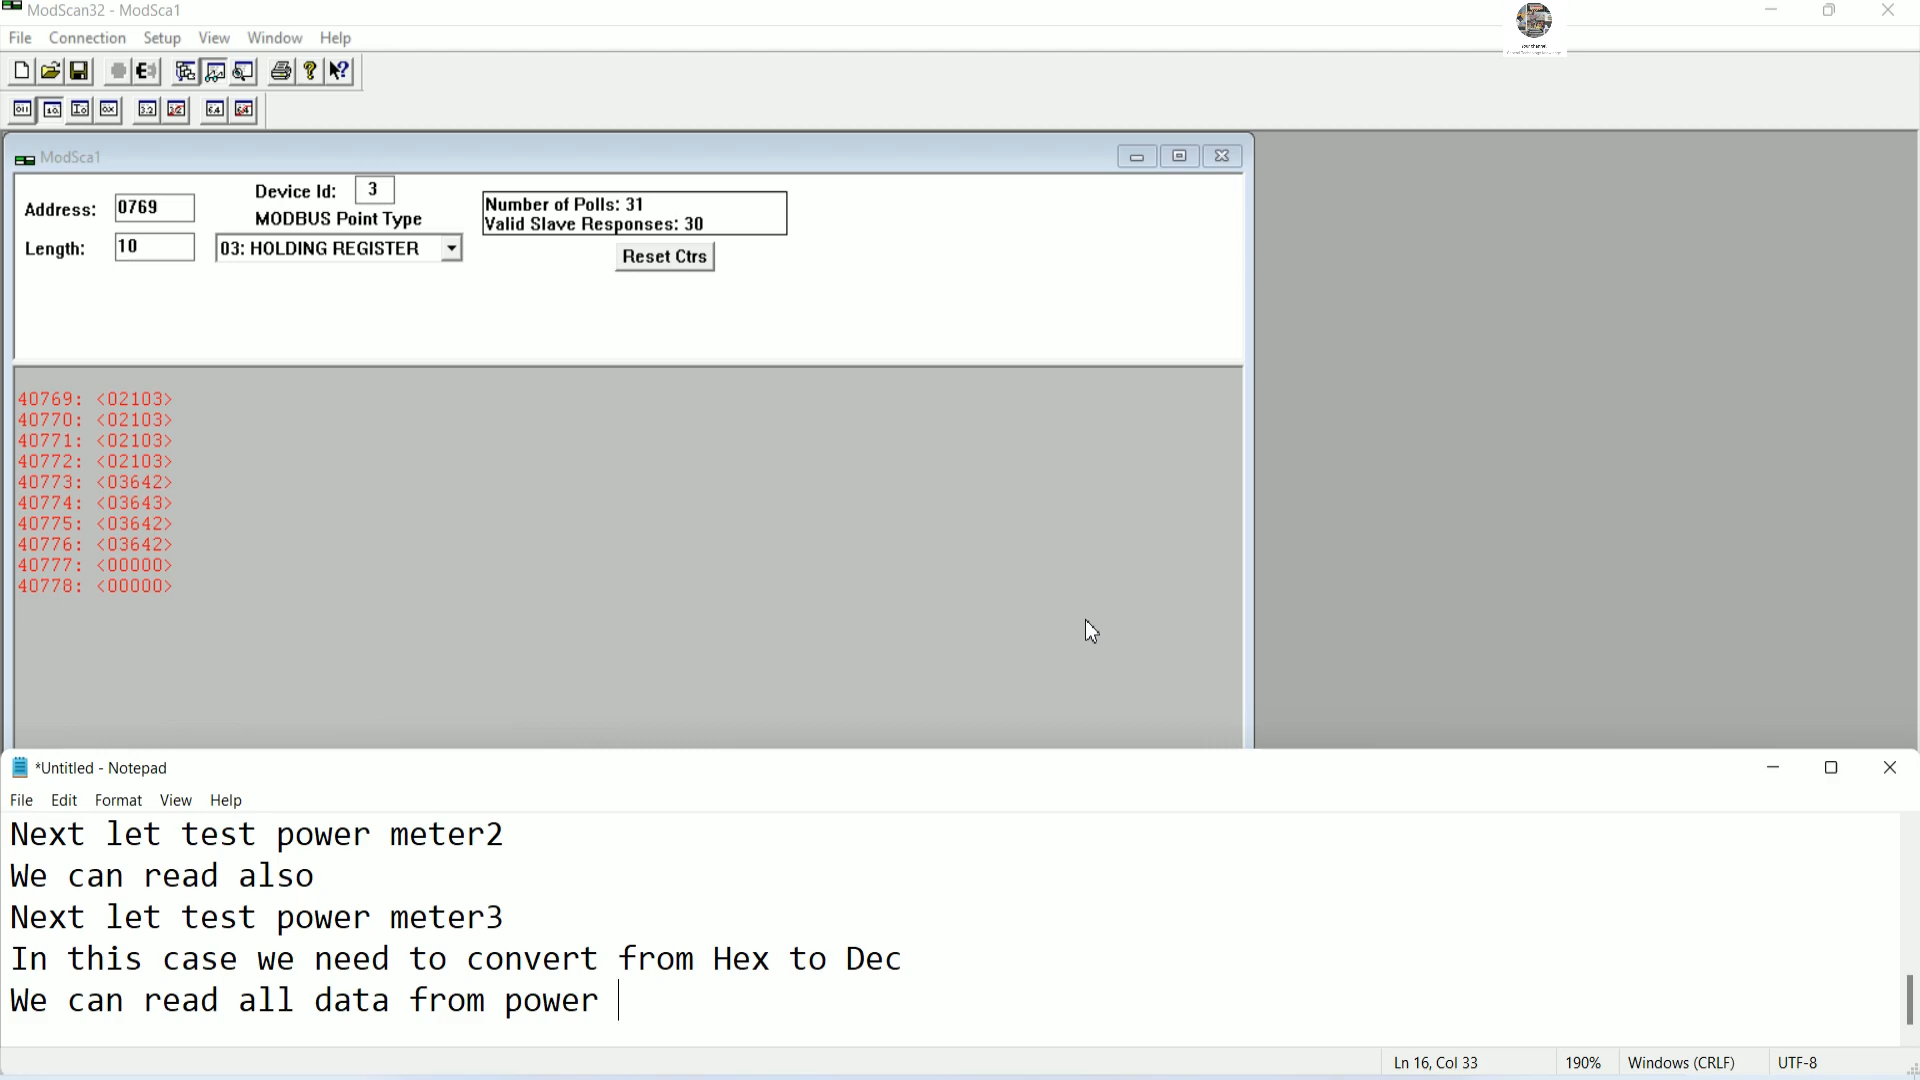 ModScan32 - ModSca1
File Connection Setup View Window Help
ModSca1
Device Id: 3
Address: 0769
MODBUS Point Type
Length: 10
03: HOLDING REGISTER
Number of Polls: 31
Valid Slave Responses: 30
Reset Ctrs
40769: <02103>
40770: <02103>
40771: <02103>
40772: <02103>
40773: <03642>
40774: <03643>
40775: <03642>
40776: <03642>
40777: <00000>
40778: <00000>
*Untitled - Notepad
File Edit Format View Help
Next let test power meter2
We can read also
Next let test power meter3
In this case we need to convert from Hex to Dec
We can read all data from power
Ln 16, Col 33 190% Windows (CRLF) UTF-8